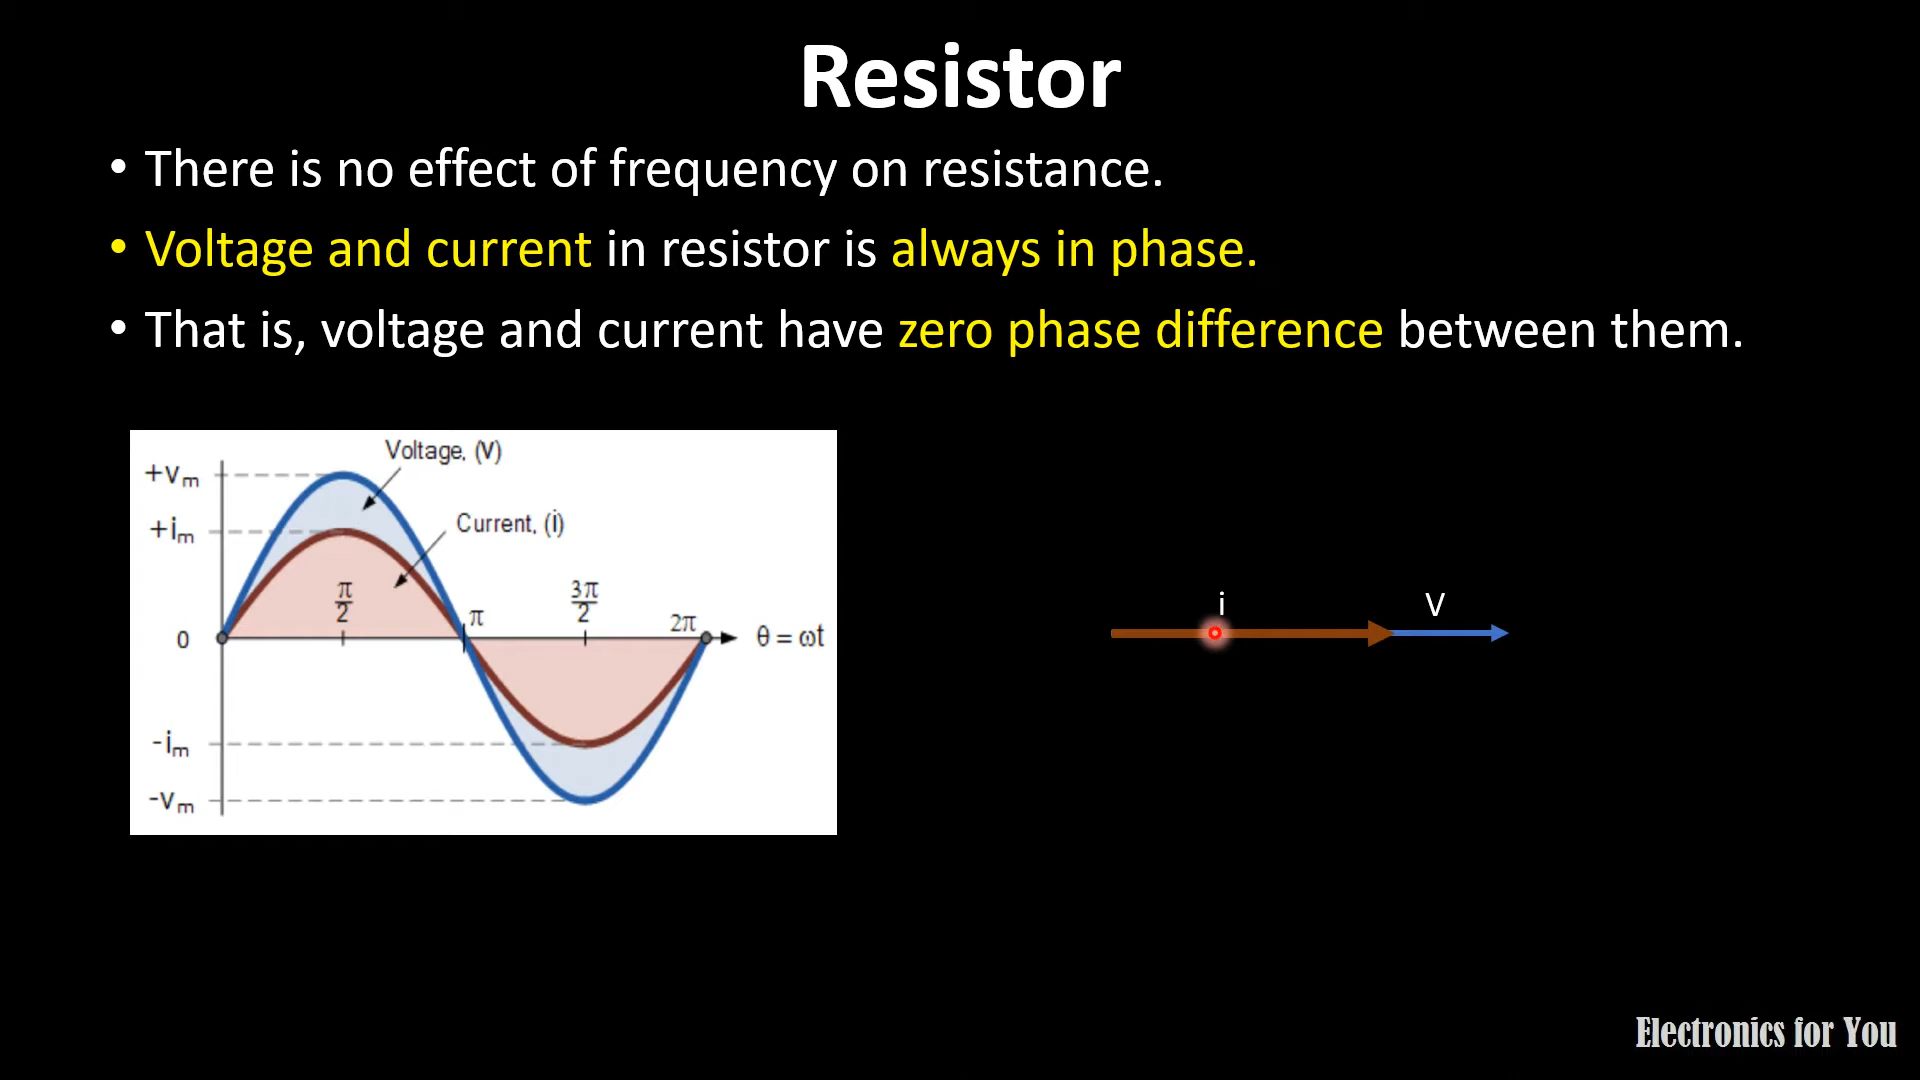 Resistor
• There is no effect of frequency on resistance.
• Voltage and current in resistor is always in phase.
• That is, voltage and current have zero phase difference between them.
Voltage, (V)
+Vm
+im
Current, (i)
π/2
π
3π/2
2π
0
θ = ωt
-im
-Vm
i
V
Electronics for You